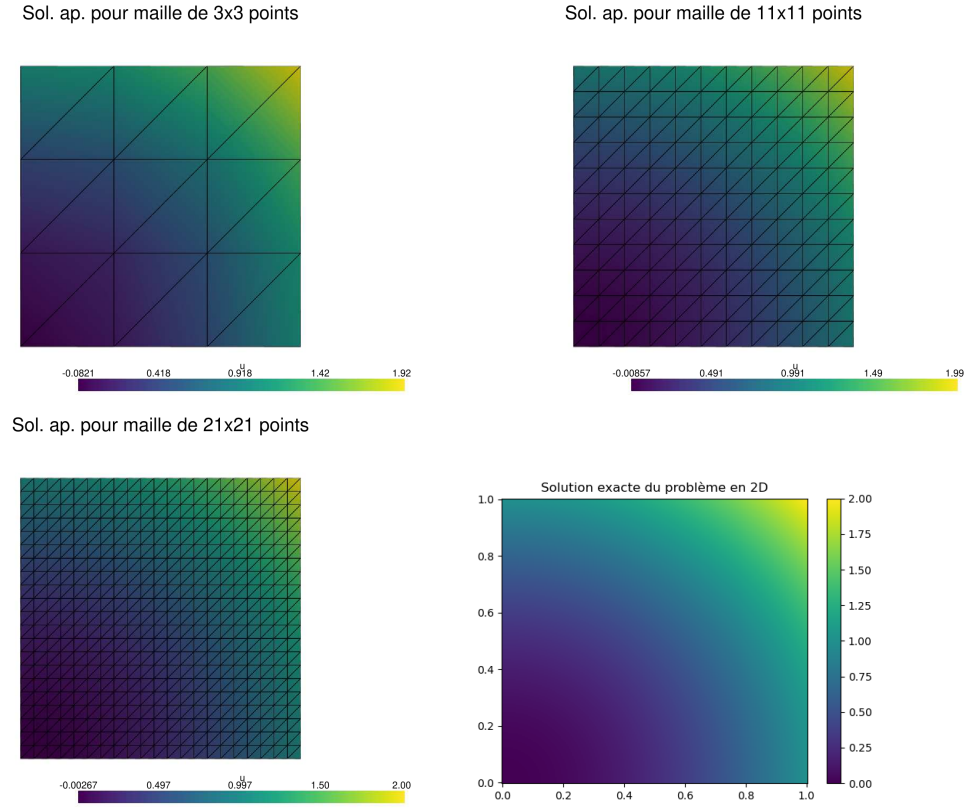 Sol. ap. pour maille de 3x3 points
Sol. ap. pour maille de 11x11 points
u
-0.0821 0.418 0.918 1.42 1.92
u
-0.00857 0.491 0.991 1.49 1.99
Sol. ap. pour maille de 21x21 points
u
-0.00267 0.497 0.997 1.50 2.00
Solution exacte du problème en 2D
1.0
0.8
0.6
0.4
0.2
0.0
0.0 0.2 0.4 0.6 0.8 1.0
2.00
1.75
1.50
1.25
1.00
0.75
0.50
0.25
0.00